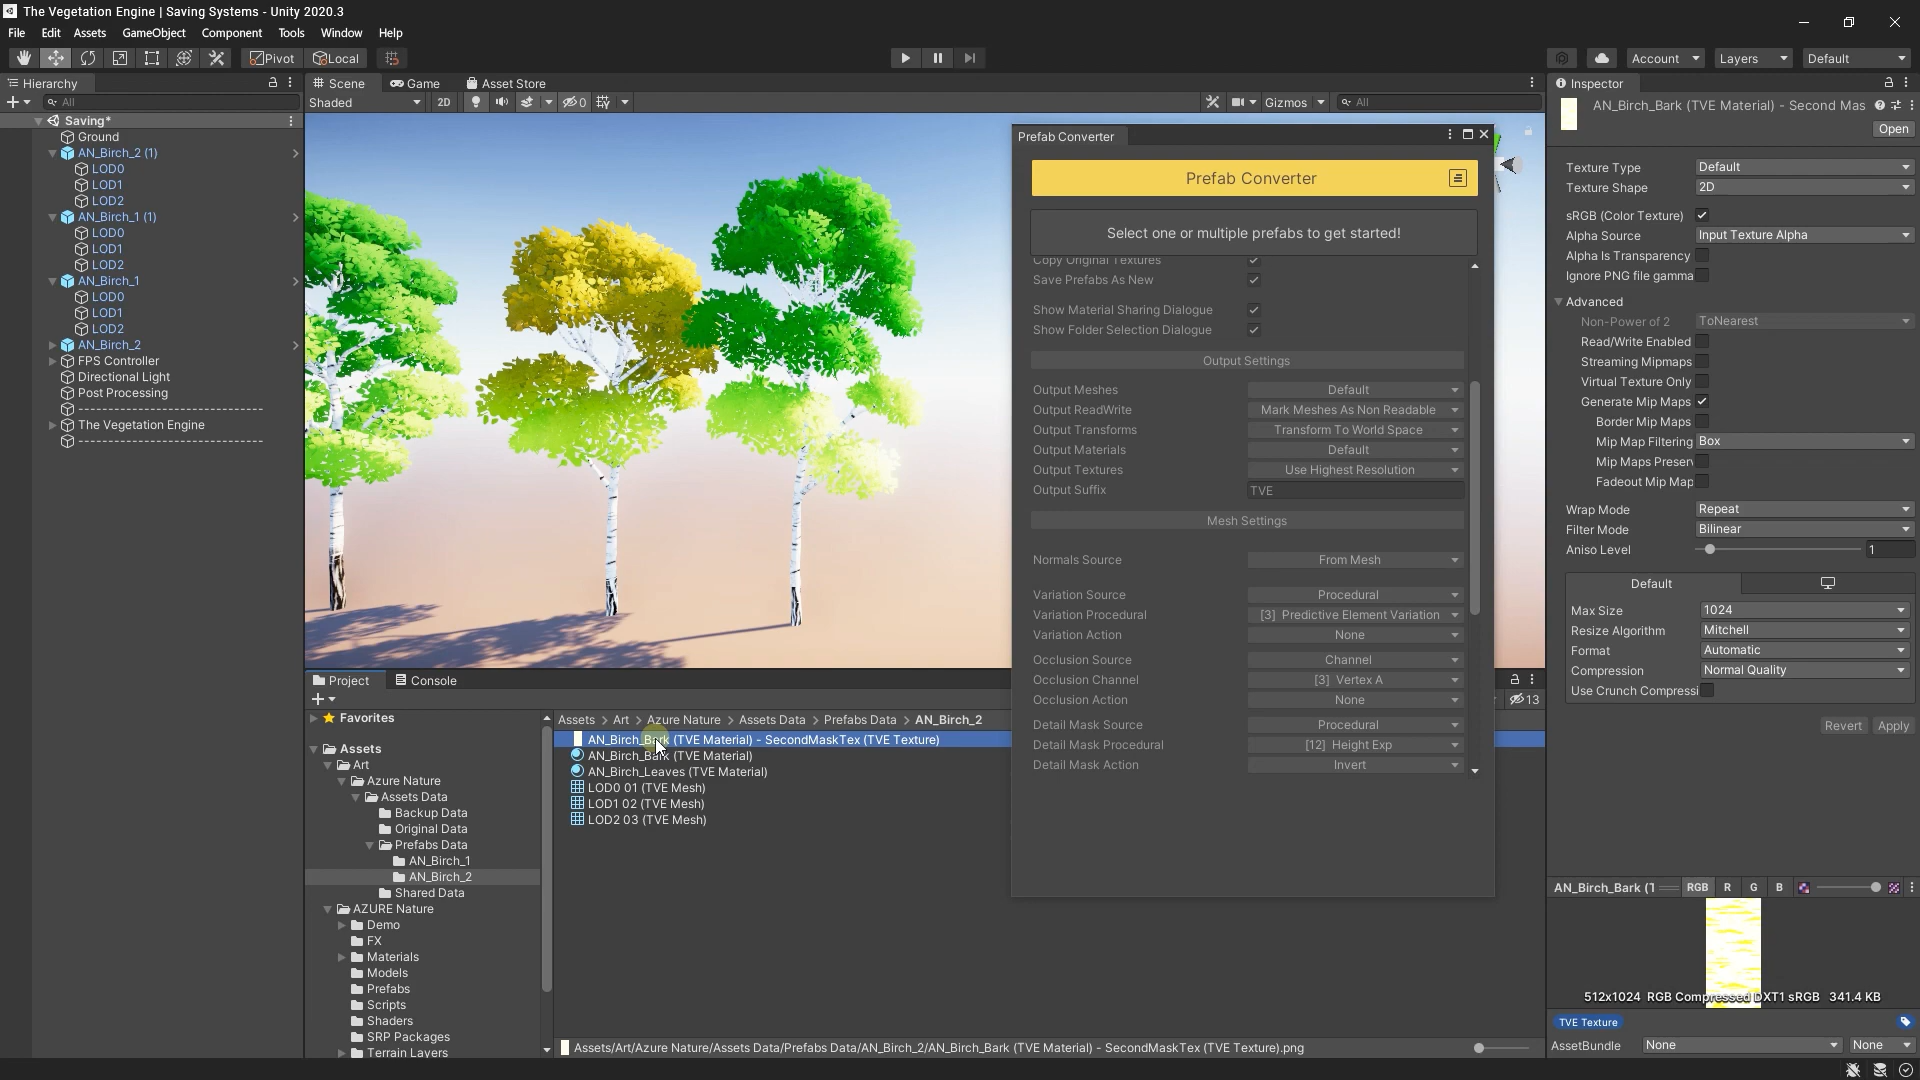 The Vegetation Engine | Saving Systems - Unity 2020.3
File Edit Assets GameObject Component Tools Window Help
Pivot Local
Account Layers Default
Hierarchy
All
Saving*
Ground
AN_Birch_2 (1)
LOD0
LOD1
LOD2
AN_Birch_1 (1)
LOD0
LOD1
LOD2
AN_Birch_1
LOD0
LOD1
LOD2
AN_Birch_2
FPS Controller
Directional Light
Post Processing
------------------------------
The Vegetation Engine
------------------------------
Scene Game Asset Store
Shaded 2D 0 Gizmos All
Prefab Converter
Prefab Converter
Select one or multiple prefabs to get started!
Copy Original Textures
Save Prefabs As New
Show Material Sharing Dialogue
Show Folder Selection Dialogue
Output Settings
Output Meshes Default
Output ReadWrite Mark Meshes As Non Readable
Output Transforms Transform To World Space
Output Materials Default
Output Textures Use Highest Resolution
Output Suffix TVE
Mesh Settings
Normals Source From Mesh
Variation Source Procedural
Variation Procedural [3] Predictive Element Variation
Variation Action None
Occlusion Source Channel
Occlusion Channel [3] Vertex A
Occlusion Action None
Detail Mask Source Procedural
Detail Mask Procedural [12] Height Exp
Detail Mask Action Invert
Project Console
13
Favorites
Assets
Art
Azure Nature
Assets Data
Backup Data
Original Data
Prefabs Data
AN_Birch_1
AN_Birch_2
Shared Data
AZURE Nature
Demo
FX
Materials
Models
Prefabs
Scripts
Shaders
SRP Packages
Terrain Layers
Assets > Art > Azure Nature > Assets Data > Prefabs Data > AN_Birch_2
AN_Birch_Bark (TVE Material) - SecondMaskTex (TVE Texture)
AN_Birch_Bark (TVE Material)
AN_Birch_Leaves (TVE Material)
LOD0 01 (TVE Mesh)
LOD1 02 (TVE Mesh)
LOD2 03 (TVE Mesh)
Assets/Art/Azure Nature/Assets Data/Prefabs Data/AN_Birch_2/AN_Birch_Bark (TVE Material) - SecondMaskTex (TVE Texture).png
Inspector
AN_Birch_Bark (TVE Material) - Second Mas
Open
Texture Type Default
Texture Shape 2D
sRGB (Color Texture)
Alpha Source Input Texture Alpha
Alpha Is Transparency
Ignore PNG file gamma
Advanced
Non-Power of 2 ToNearest
Read/Write Enabled
Streaming Mipmaps
Virtual Texture Only
Generate Mip Maps
Border Mip Maps
Mip Map Filtering Box
Mip Maps Preser
Fadeout Mip Map
Wrap Mode Repeat
Filter Mode Bilinear
Aniso Level 1
Default
Max Size 1024
Resize Algorithm Mitchell
Format Automatic
Compression Normal Quality
Use Crunch Compressi
Revert Apply
AN_Birch_Bark (T RGB R G B
512x1024 RGB Compressed DXT1 sRGB 341.4 KB
TVE Texture
AssetBundle None None